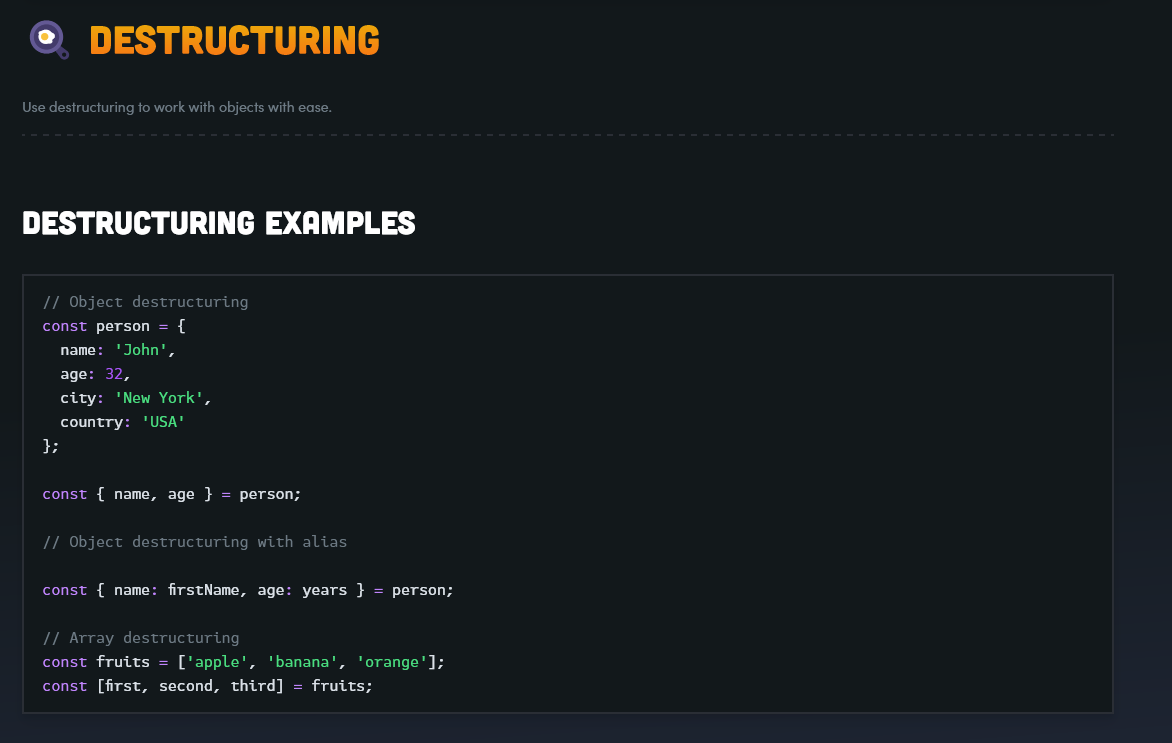 DESTRUCTURING
Use destructuring to work with objects with ease.
DESTRUCTURING EXAMPLES
// Object destructuring
const person = {
  name: 'John',
  age: 32,
  city: 'New York',
  country: 'USA'
};
const { name, age } = person;
// Object destructuring with alias
const { name: firstName, age: years } = person;
// Array destructuring
const fruits = ['apple', 'banana', 'orange'];
const [first, second, third] = fruits;